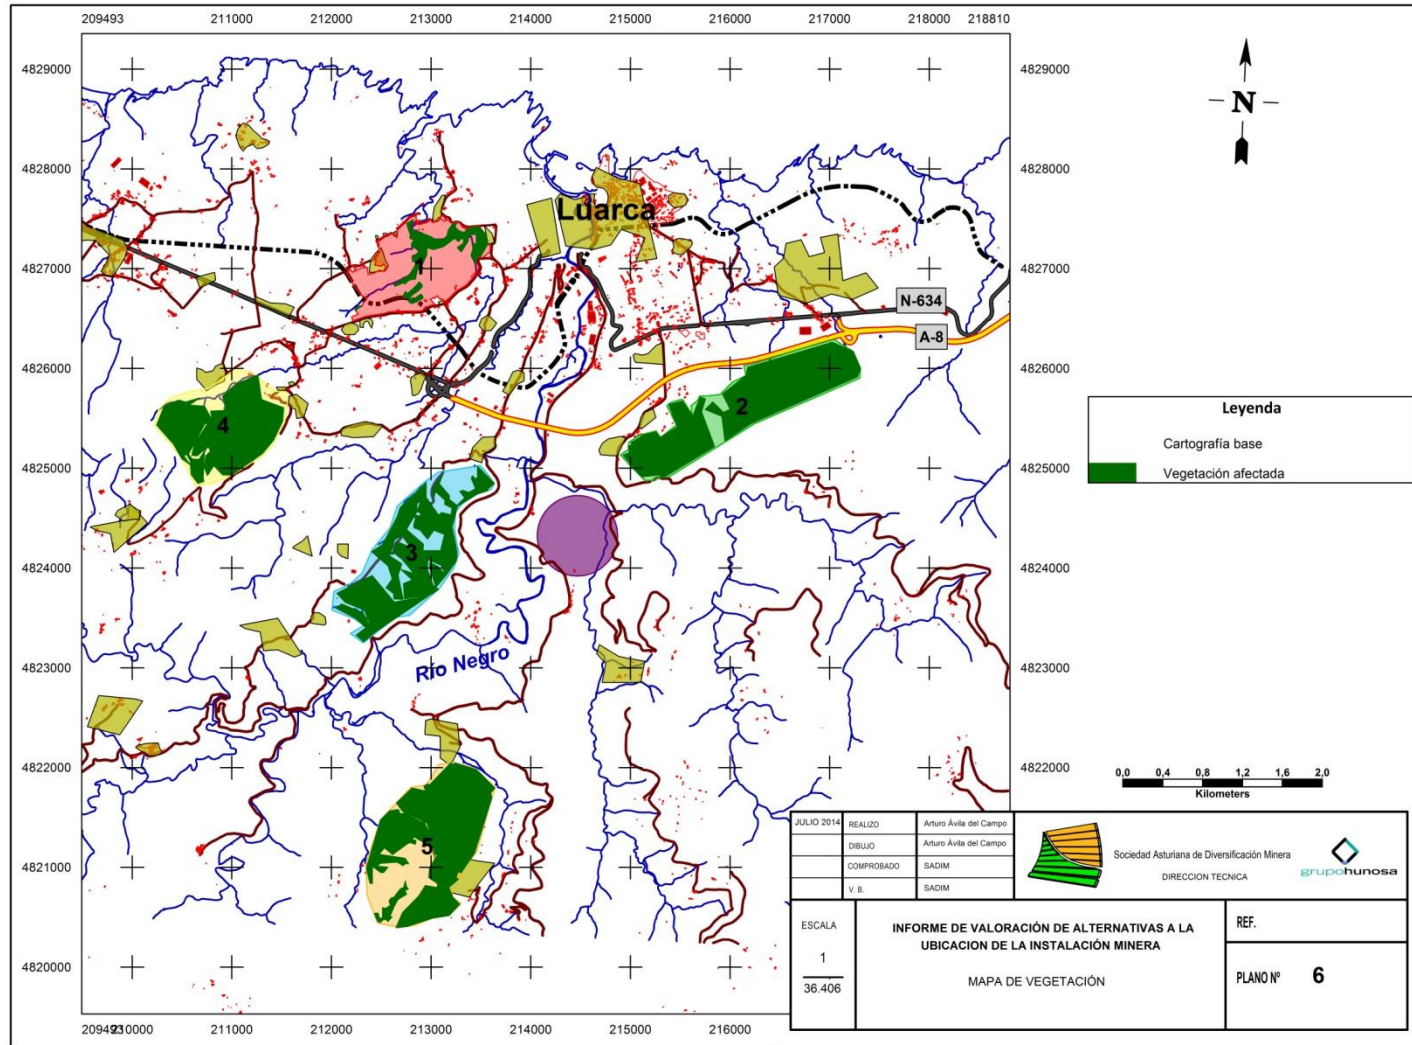 209493 211000 212000 213000 214000 215000 216000 217000 218000 218810
4829000 4829000
N
4828000 4828000
Luarca
4827000 4827000
1
N-634
A-8
4826000 4826000
2
4
Leyenda
Cartografía base
Vegetación afectada
4825000 4825000
3
4824000 4824000
4823000 4823000
Río Negro
4822000 4822000
0,0 0,4 0,8 1,2 1,6 2,0
Kilometers
5
4821000
4820000
JULIO 2014 REALIZO Arturo Ávila del Campo
DIBUJO Arturo Ávila del Campo
COMPROBADO SADIM
V. B. SADIM
Sociedad Asturiana de Diversificación Minera
DIRECCION TECNICA
grupohunosa
ESCALA
1
36.406
INFORME DE VALORACIÓN DE ALTERNATIVAS A LA
UBICACION DE LA INSTALACIÓN MINERA
MAPA DE VEGETACIÓN
REF.
PLANO Nº 6
209493 210000 211000 212000 213000 214000 215000 216000